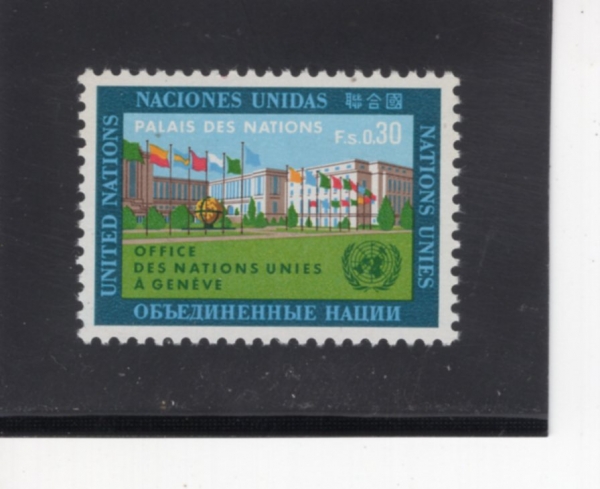 NACIONES UNIDAS 聯合國
PALAIS DES NATIONS
F.s.0.30
UNITED NATIONS
NATIONS UNIES
OFFICE
DES NATIONS UNIES
À GENÈVE
ОБЪЕДИНЕННЫЕ НАЦИИ